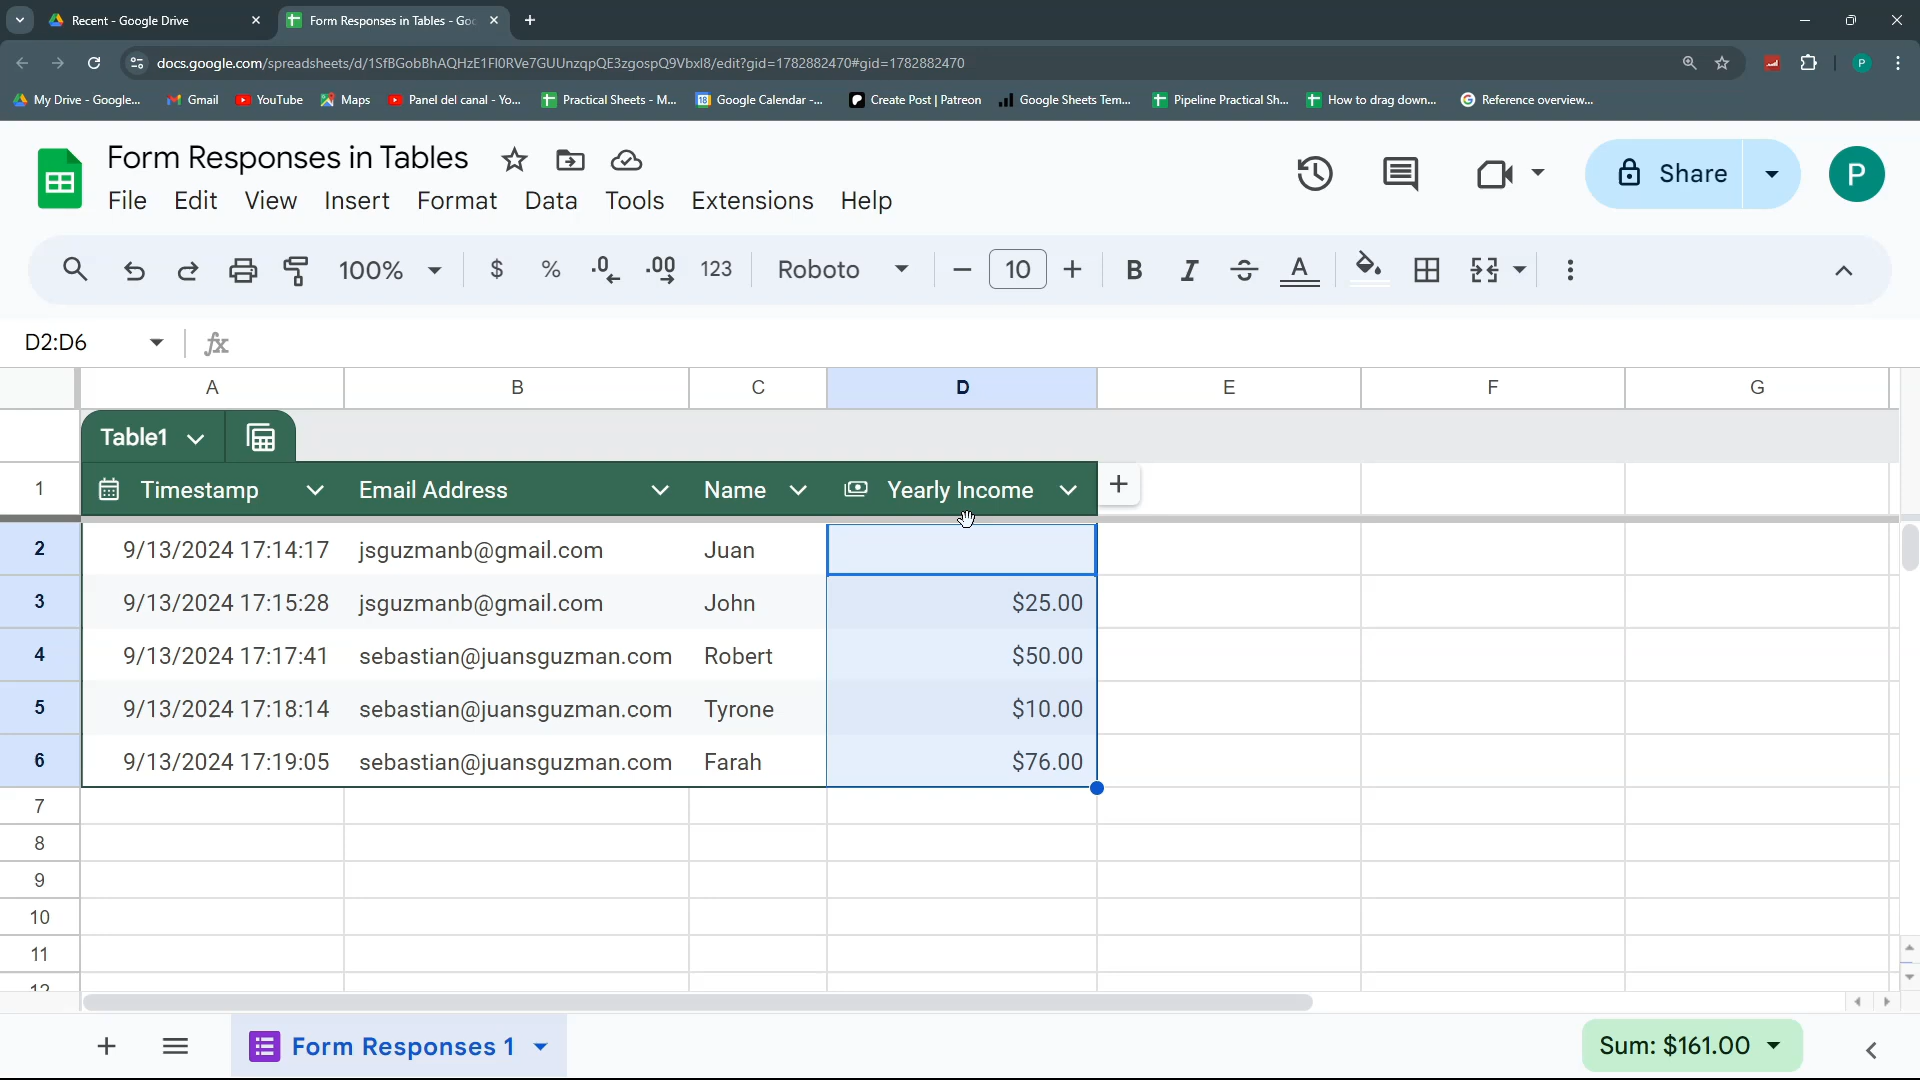 Recent - Google Drive
Form Responses in Tables - Goo
docs.google.com/spreadsheets/d/1SfBGobBhAQHzE1FI0RVe7GUUnzqpQE3zgospQ9Vbxl8/edit?gid=1782882470#gid=1782882470
My Drive - Google...
Gmail
YouTube
Maps
Panel del canal - Yo...
Practical Sheets - M...
Google Calendar -...
Create Post | Patreon
Google Sheets Tem...
Pipeline Practical Sh...
How to drag down...
Reference overview...
Form Responses in Tables
File Edit View Insert Format Data Tools Extensions Help
Share
P
100% $ % .0 .00 123 Roboto 10 B I A
D2:D6 fx
A B C D E F G
Table1
1 Timestamp Email Address Name Yearly Income
2 9/13/2024 17:14:17 jsguzmanb@gmail.com Juan
3 9/13/2024 17:15:28 jsguzmanb@gmail.com John $25.00
4 9/13/2024 17:17:41 sebastian@juansguzman.com Robert $50.00
5 9/13/2024 17:18:14 sebastian@juansguzman.com Tyrone $10.00
6 9/13/2024 17:19:05 sebastian@juansguzman.com Farah $76.00
7
8
9
10
11
12
Form Responses 1
Sum: $161.00